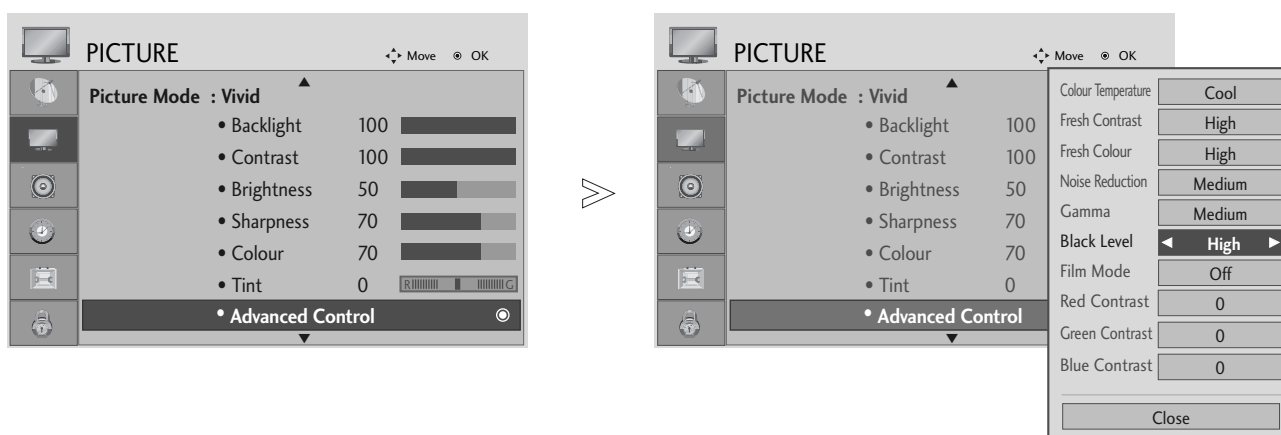 PICTURE
Move OK
Picture Mode : Vivid
• Backlight 100
• Contrast 100
• Brightness 50
• Sharpness 70
• Colour 70
• Tint 0 R G
• Advanced Control
PICTURE
Move OK
Picture Mode : Vivid
• Backlight 100
• Contrast 100
• Brightness 50
• Sharpness 70
• Colour 70
• Tint 0
• Advanced Control
Colour Temperature Cool
Fresh Contrast High
Fresh Colour High
Noise Reduction Medium
Gamma Medium
Black Level ◄ High ►
Film Mode Off
Red Contrast 0
Green Contrast 0
Blue Contrast 0
Close